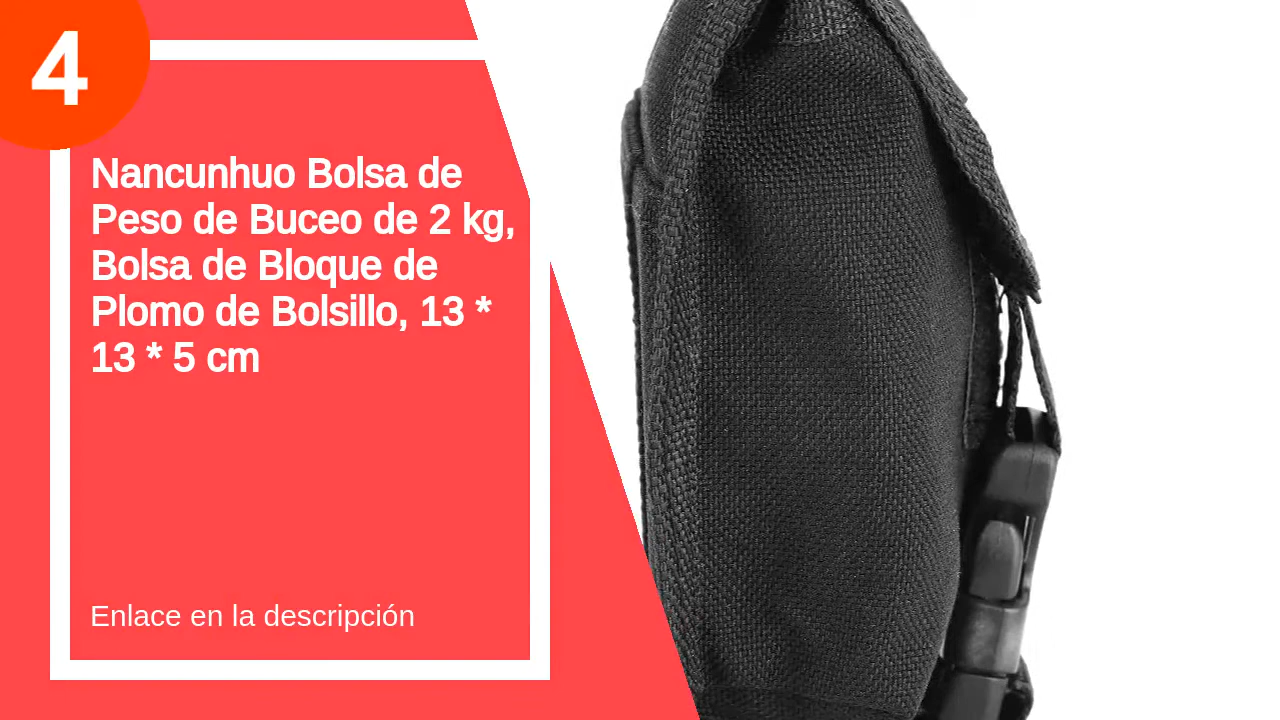 4
Nancunhuo Bolsa de
Peso de Buceo de 2 kg,
Bolsa de Bloque de
Plomo de Bolsillo, 13 *
13 * 5 cm
Enlace en la descripción